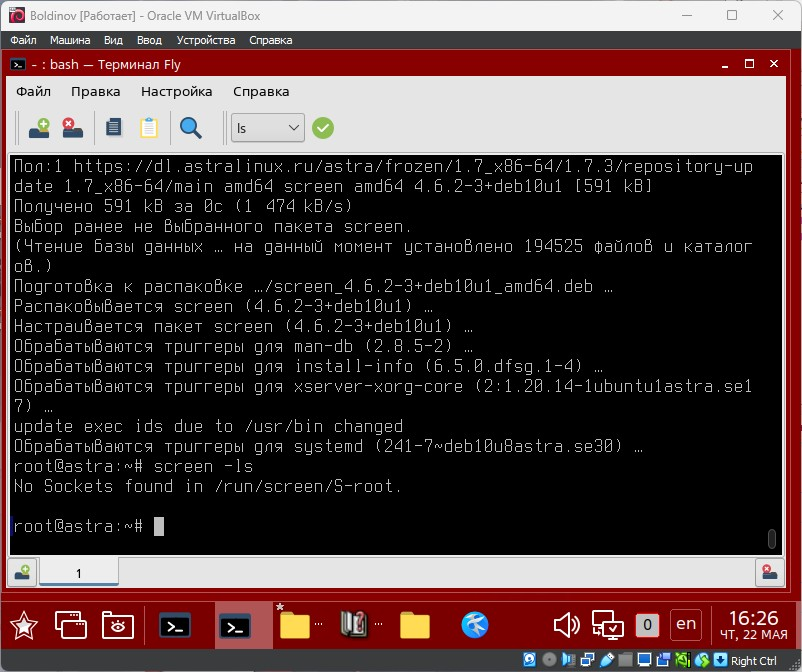 Boldinov [Работает] - Oracle VM VirtualBox
Файл Машина Вид Ввод Устройства Справка
- : bash — Терминал Fly
Файл Правка Настройка Справка
ls
Пол:1 https://dl.astralinux.ru/astra/frozen/1.7_x86-64/1.7.3/repository-up
date 1.7_x86-64/main amd64 screen amd64 4.6.2-3+deb10u1 [591 kB]
Получено 591 kB за 0с (1 474 kB/s)
Выбор ранее не выбранного пакета screen.
(Чтение базы данных … на данный момент установлено 194525 файлов и каталог
ов.)
Подготовка к распаковке …/screen_4.6.2-3+deb10u1_amd64.deb …
Распаковывается screen (4.6.2-3+deb10u1) …
Настраивается пакет screen (4.6.2-3+deb10u1) …
Обрабатываются триггеры для man-db (2.8.5-2) …
Обрабатываются триггеры для install-info (6.5.0.dfsg.1-4) …
Обрабатываются триггеры для xserver-xorg-core (2:1.20.14-1ubuntu1astra.se1
7) …
update exec ids due to /usr/bin changed
Обрабатываются триггеры для systemd (241-7~deb10u8astra.se30) …
root@astra:~# screen -ls
No Sockets found in /run/screen/S-root.
root@astra:~#
1
0 en 16:26
ЧТ, 22 МАЯ
Right Ctrl